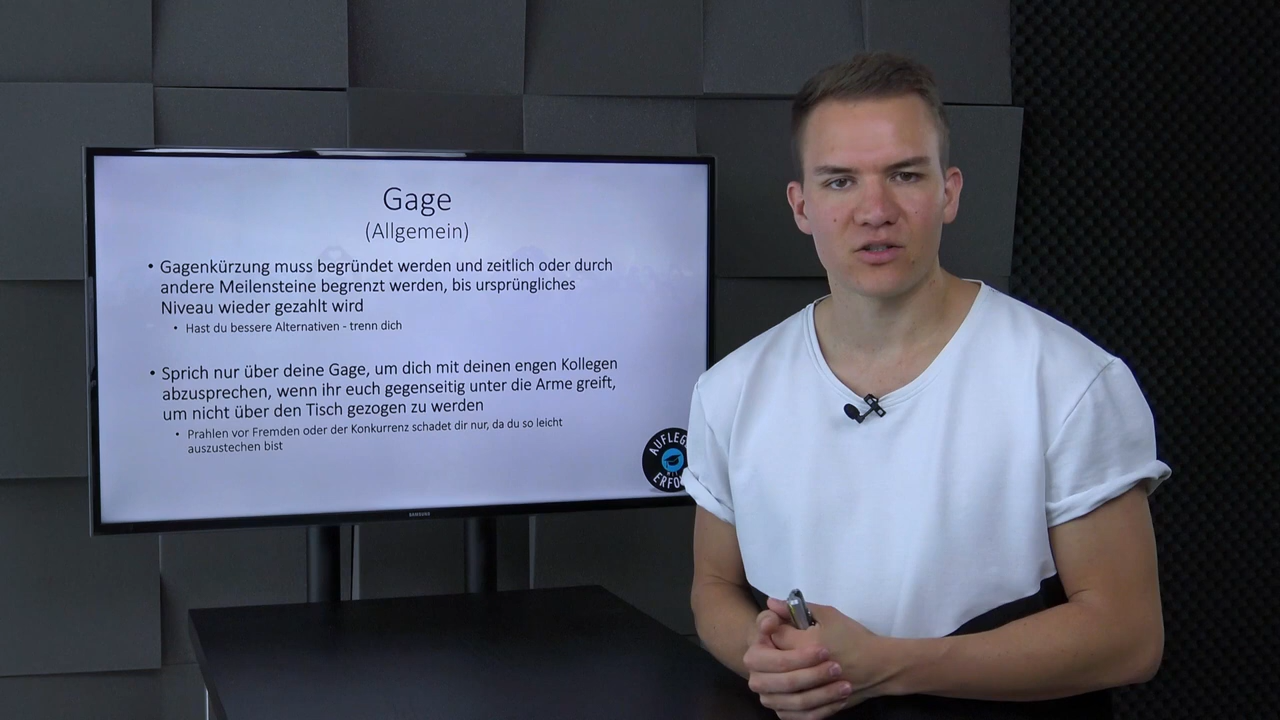 Gage
(Allgemein)
• Gagenkürzung muss begründet werden und zeitlich oder durch
andere Meilensteine begrenzt werden, bis ursprüngliches
Niveau wieder gezahlt wird
• Hast du bessere Alternativen - trenn dich
• Sprich nur über deine Gage, um dich mit deinen engen Kollegen
abzusprechen, wenn ihr euch gegenseitig unter die Arme greift,
um nicht über den Tisch gezogen zu werden
• Prahlen vor Fremden oder der Konkurrenz schadet dir nur, da du so leicht
auszustechen bist
AUFLEG
MIT
ERFO
SAMSUNG